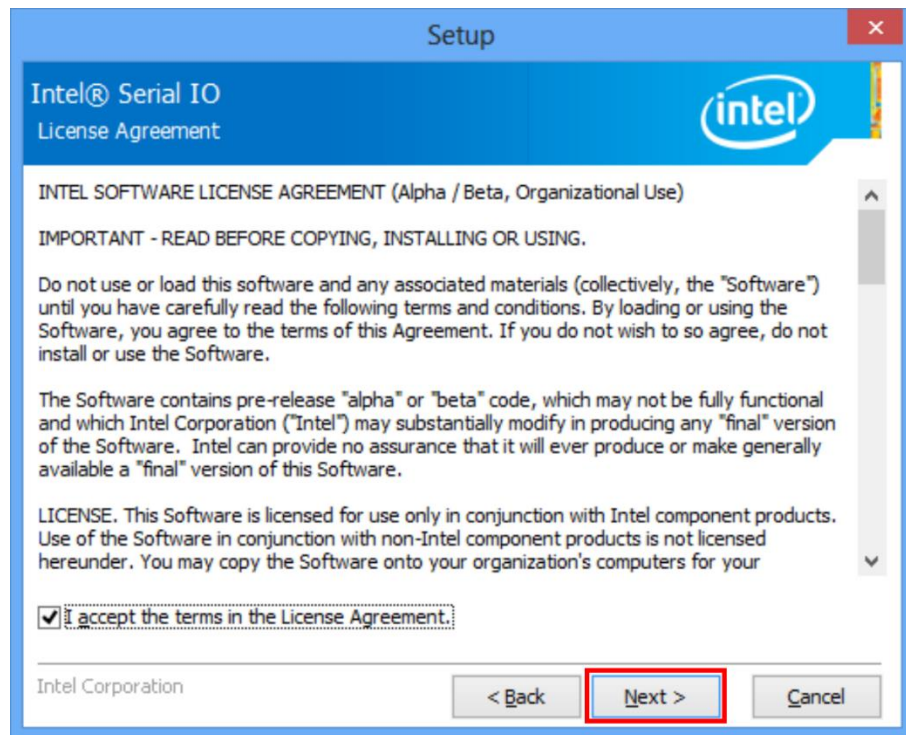 Setup
Intel® Serial IO
License Agreement
intel
INTEL SOFTWARE LICENSE AGREEMENT (Alpha / Beta, Organizational Use)
IMPORTANT - READ BEFORE COPYING, INSTALLING OR USING.
Do not use or load this software and any associated materials (collectively, the "Software")
until you have carefully read the following terms and conditions. By loading or using the
Software, you agree to the terms of this Agreement. If you do not wish to so agree, do not
install or use the Software.
The Software contains pre-release "alpha" or "beta" code, which may not be fully functional
and which Intel Corporation ("Intel") may substantially modify in producing any "final" version
of the Software.  Intel can provide no assurance that it will ever produce or make generally
available a "final" version of this Software.
LICENSE. This Software is licensed for use only in conjunction with Intel component products.
Use of the Software in conjunction with non-Intel component products is not licensed
hereunder. You may copy the Software onto your organization's computers for your
I accept the terms in the License Agreement.
Intel Corporation
< Back
Next >
Cancel